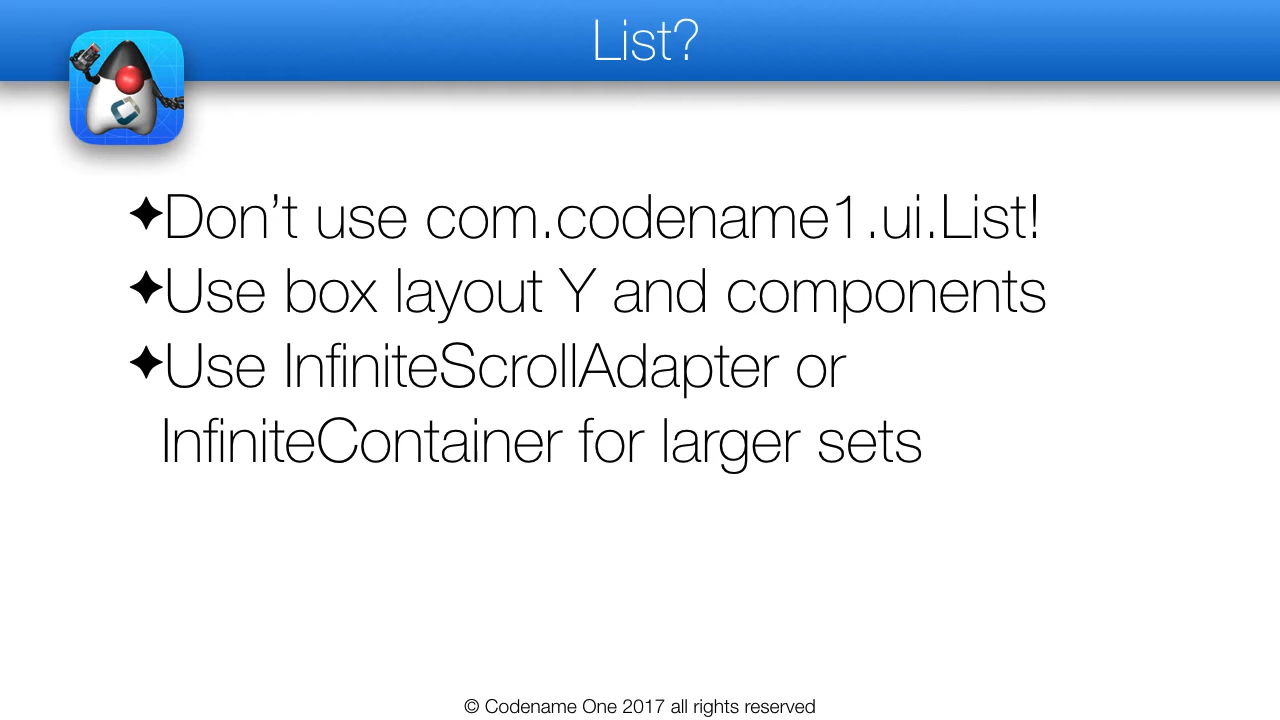 List?
✦Don’t use com.codename1.ui.List!
✦Use box layout Y and components
✦Use InfiniteScrollAdapter or
InfiniteContainer for larger sets
© Codename One 2017 all rights reserved